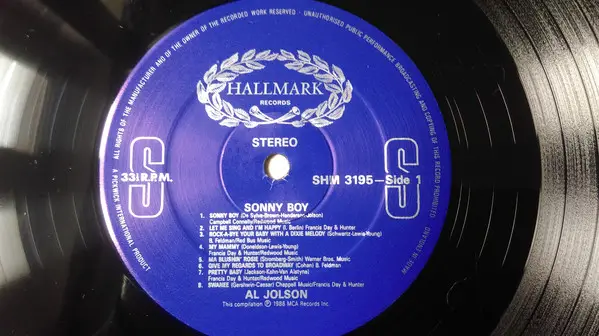 ALL RIGHTS OF THE MANUFACTURER AND OF THE OWNER OF THE RECORDED WORK RESERVED · UNAUTHORISED PUBLIC PERFORMANCE BROADCASTING AND COPYING OF THIS RECORD PROHIBITED
HALLMARK
RECORDS
STEREO
S
S
33⅓ R.P.M.
SHM 3195—Side 1
A PICKWICK INTERNATIONAL PRODUCT
SONNY BOY
1. SONNY BOY (De Sylva-Brown-Henderson-Jolson)
Campbell Connelly/Redwood Music
2. LET ME SING AND I'M HAPPY (I. Berlin) Francis Day & Hunter
3. ROCK-A-BYE YOUR BABY WITH A DIXIE MELODY (Schwartz-Lewis-Young)
B. Feldman/Red Bus Music
4. MY MAMMY (Donaldson-Lewis-Young)
Francis Day & Hunter/Redwood Music
5. MA BLUSHIN' ROSIE (Stromberg-Smith) Warner Bros. Music
6. GIVE MY REGARDS TO BROADWAY (Cohan) B. Feldman
7. PRETTY BABY (Jackson-Kahn-Van Alstyne)
Francis Day & Hunter/Redwood Music
8. SWANEE (Gershwin-Caesar) Chappell Music/Francis Day & Hunter
AL JOLSON
This compilation ℗ 1986 MCA Records Inc.